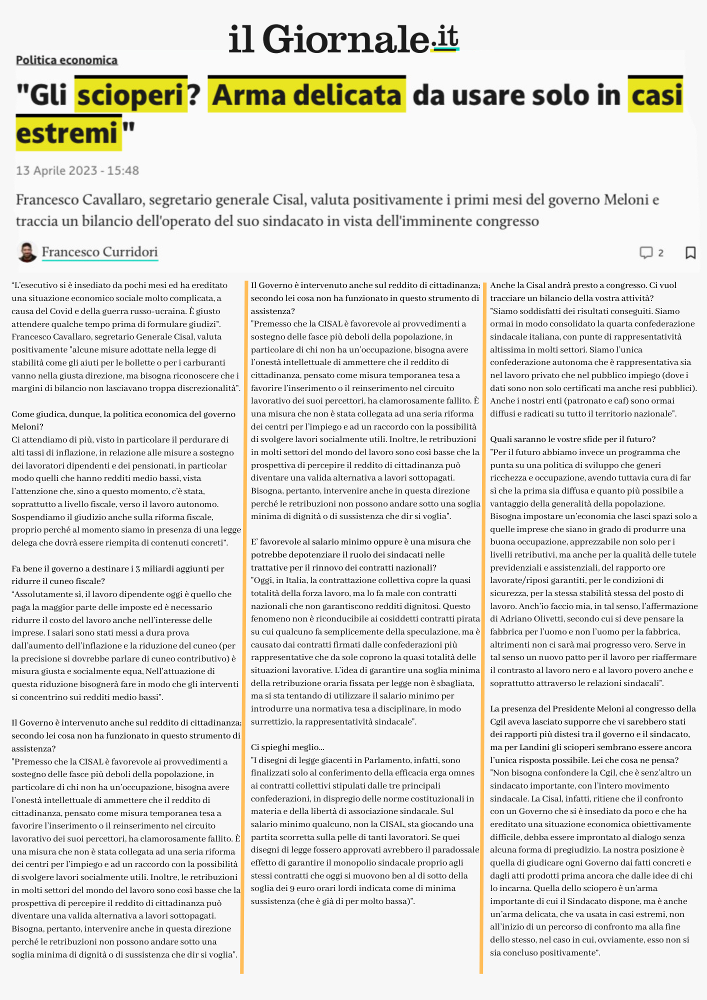 il Giornale.it
Politica economica
"Gli scioperi? Arma delicata da usare solo in casi
estremi"
13 Aprile 2023 - 15:48
Francesco Cavallaro, segretario generale Cisal, valuta positivamente i primi mesi del governo Meloni e
traccia un bilancio dell'operato del suo sindacato in vista dell'imminente congresso
Francesco Curridori
2
“L’esecutivo si è insediato da pochi mesi ed ha ereditato
una situazione economico sociale molto complicata, a
causa del Covid e della guerra russo-ucraina. È giusto
attendere qualche tempo prima di formulare giudizi”.
Francesco Cavallaro, segretario Generale Cisal, valuta
positivamente "alcune misure adottate nella legge di
stabilità come gli aiuti per le bollette o per i carburanti
vanno nella giusta direzione, ma bisogna riconoscere che i
margini di bilancio non lasciavano troppa discrezionalità”.
Come giudica, dunque, la politica economica del governo
Meloni?
Ci attendiamo di più, visto in particolare il perdurare di
alti tassi di inflazione, in relazione alle misure a sostegno
dei lavoratori dipendenti e dei pensionati, in particolar
modo quelli che hanno redditi medio bassi, vista
l’attenzione che, sino a questo momento, c’è stata,
soprattutto a livello fiscale, verso il lavoro autonomo.
Sospendiamo il giudizio anche sulla riforma fiscale,
proprio perché al momento siamo in presenza di una legge
delega che dovrà essere riempita di contenuti concreti”.
Fa bene il governo a destinare i 3 miliardi aggiunti per
ridurre il cuneo fiscale?
“Assolutamente sì, il lavoro dipendente oggi è quello che
paga la maggior parte delle imposte ed è necessario
ridurre il costo del lavoro anche nell’interesse delle
imprese. I salari sono stati messi a dura prova
dall’aumento dell’inflazione e la riduzione del cuneo (per
la precisione si dovrebbe parlare di cuneo contributivo) è
misura giusta e socialmente equa, Nell'attuazione di
questa riduzione bisognerà fare in modo che gli interventi
si concentrino sui redditi medio bassi”.
Il Governo è intervenuto anche sul reddito di cittadinanza;
secondo lei cosa non ha funzionato in questo strumento di
assistenza?
"Premesso che la CISAL è favorevole ai provvedimenti a
sostegno delle fasce più deboli della popolazione, in
particolare di chi non ha un’occupazione, bisogna avere
l’onestà intellettuale di ammettere che il reddito di
cittadinanza, pensato come misura temporanea tesa a
favorire l’inserimento o il reinserimento nel circuito
lavorativo dei suoi percettori, ha clamorosamente fallito. È
una misura che non è stata collegata ad una seria riforma
dei centri per l’impiego e ad un raccordo con la possibilità
di svolgere lavori socialmente utili. Inoltre, le retribuzioni
in molti settori del mondo del lavoro sono così basse che la
prospettiva di percepire il reddito di cittadinanza può
diventare una valida alternativa a lavori sottopagati.
Bisogna, pertanto, intervenire anche in questa direzione
perché le retribuzioni non possono andare sotto una
soglia minima di dignità o di sussistenza che dir si voglia".
Il Governo è intervenuto anche sul reddito di cittadinanza;
secondo lei cosa non ha funzionato in questo strumento di
assistenza?
"Premesso che la CISAL è favorevole ai provvedimenti a
sostegno delle fasce più deboli della popolazione, in
particolare di chi non ha un’occupazione, bisogna avere
l’onestà intellettuale di ammettere che il reddito di
cittadinanza, pensato come misura temporanea tesa a
favorire l’inserimento o il reinserimento nel circuito
lavorativo dei suoi percettori, ha clamorosamente fallito. È
una misura che non è stata collegata ad una seria riforma
dei centri per l’impiego e ad un raccordo con la possibilità
di svolgere lavori socialmente utili. Inoltre, le retribuzioni
in molti settori del mondo del lavoro sono così basse che la
prospettiva di percepire il reddito di cittadinanza può
diventare una valida alternativa a lavori sottopagati.
Bisogna, pertanto, intervenire anche in questa direzione
perché le retribuzioni non possono andare sotto una soglia
minima di dignità o di sussistenza che dir si voglia".
E’ favorevole al salario minimo oppure è una misura che
potrebbe depotenziare il ruolo dei sindacati nelle
trattative per il rinnovo dei contratti nazionali?
"Oggi, in Italia, la contrattazione collettiva copre la quasi
totalità della forza lavoro, ma lo fa male con contratti
nazionali che non garantiscono redditi dignitosi. Questo
fenomeno non è riconducibile ai cosiddetti contratti pirata
su cui qualcuno fa semplicemente della speculazione, ma è
causato dai contratti firmati dalle confederazioni più
rappresentative che da sole coprono la quasi totalità delle
situazioni lavorative. L’idea di garantire una soglia minima
della retribuzione oraria fissata per legge non è sbagliata,
ma si sta tentando di utilizzare il salario minimo per
introdurre una normativa tesa a disciplinare, in modo
surrettizio, la rappresentatività sindacale".
Ci spieghi meglio...
"I disegni di legge giacenti in Parlamento, infatti, sono
finalizzati solo al conferimento della efficacia erga omnes
ai contratti collettivi stipulati dalle tre principali
confederazioni, in dispregio delle norme costituzionali in
materia e della libertà di associazione sindacale. Sul
salario minimo qualcuno, non la CISAL, sta giocando una
partita scorretta sulla pelle di tanti lavoratori. Se quei
disegni di legge fossero approvati avrebbero il paradossale
effetto di garantire il monopolio sindacale proprio agli
stessi contratti che oggi si muovono ben al di sotto della
soglia dei 9 euro orari lordi indicata come di minima
sussistenza (che è già di per molto bassa)".
Anche la Cisal andrà presto a congresso. Ci vuol
tracciare un bilancio della vostra attività?
"Siamo soddisfatti dei risultati conseguiti. Siamo
ormai in modo consolidato la quarta confederazione
sindacale italiana, con punte di rappresentatività
altissima in molti settori. Siamo l’unica
confederazione autonoma che è rappresentativa sia
nel lavoro privato che nel pubblico impiego (dove i
dati sono non solo certificati ma anche resi pubblici).
Anche i nostri enti (patronato e caf) sono ormai
diffusi e radicati su tutto il territorio nazionale".
Quali saranno le vostre sfide per il futuro?
"Per il futuro abbiamo invece un programma che
punta su una politica di sviluppo che generi
ricchezza e occupazione, avendo tuttavia cura di far
sì che la prima sia diffusa e quanto più possibile a
vantaggio della generalità della popolazione.
Bisogna impostare un’economia che lasci spazi solo a
quelle imprese che siano in grado di produrre una
buona occupazione, apprezzabile non solo per i
livelli retributivi, ma anche per la qualità delle tutele
previdenziali e assistenziali, del rapporto ore
lavorate/riposi garantiti, per le condizioni di
sicurezza, per la stessa stabilità stessa del posto di
lavoro. Anch’io faccio mia, in tal senso, l’affermazione
di Adriano Olivetti, secondo cui si deve pensare la
fabbrica per l’uomo e non l’uomo per la fabbrica,
altrimenti non ci sarà mai progresso vero. Serve in
tal senso un nuovo patto per il lavoro per riaffermare
il contrasto al lavoro nero e al lavoro povero anche e
soprattutto attraverso le relazioni sindacali".
La presenza del Presidente Meloni al congresso della
Cgil aveva lasciato supporre che vi sarebbero stati
dei rapporti più distesi tra il governo e il sindacato,
ma per Landini gli scioperi sembrano essere ancora
l’unica risposta possibile. Lei che cosa ne pensa?
"Non bisogna confondere la Cgil, che è senz’altro un
sindacato importante, con l’intero movimento
sindacale. La Cisal, infatti, ritiene che il confronto
con un Governo che si è insediato da poco e che ha
ereditato una situazione economica obiettivamente
difficile, debba essere improntato al dialogo senza
alcuna forma di pregiudizio. La nostra posizione è
quella di giudicare ogni Governo dai fatti concreti e
dagli atti prodotti prima ancora che dalle idee di chi
lo incarna. Quella dello sciopero è un’arma
importante di cui il Sindacato dispone, ma è anche
un’arma delicata, che va usata in casi estremi, non
all’inizio di un percorso di confronto ma alla fine
dello stesso, nel caso in cui, ovviamente, esso non si
sia concluso positivamente”.